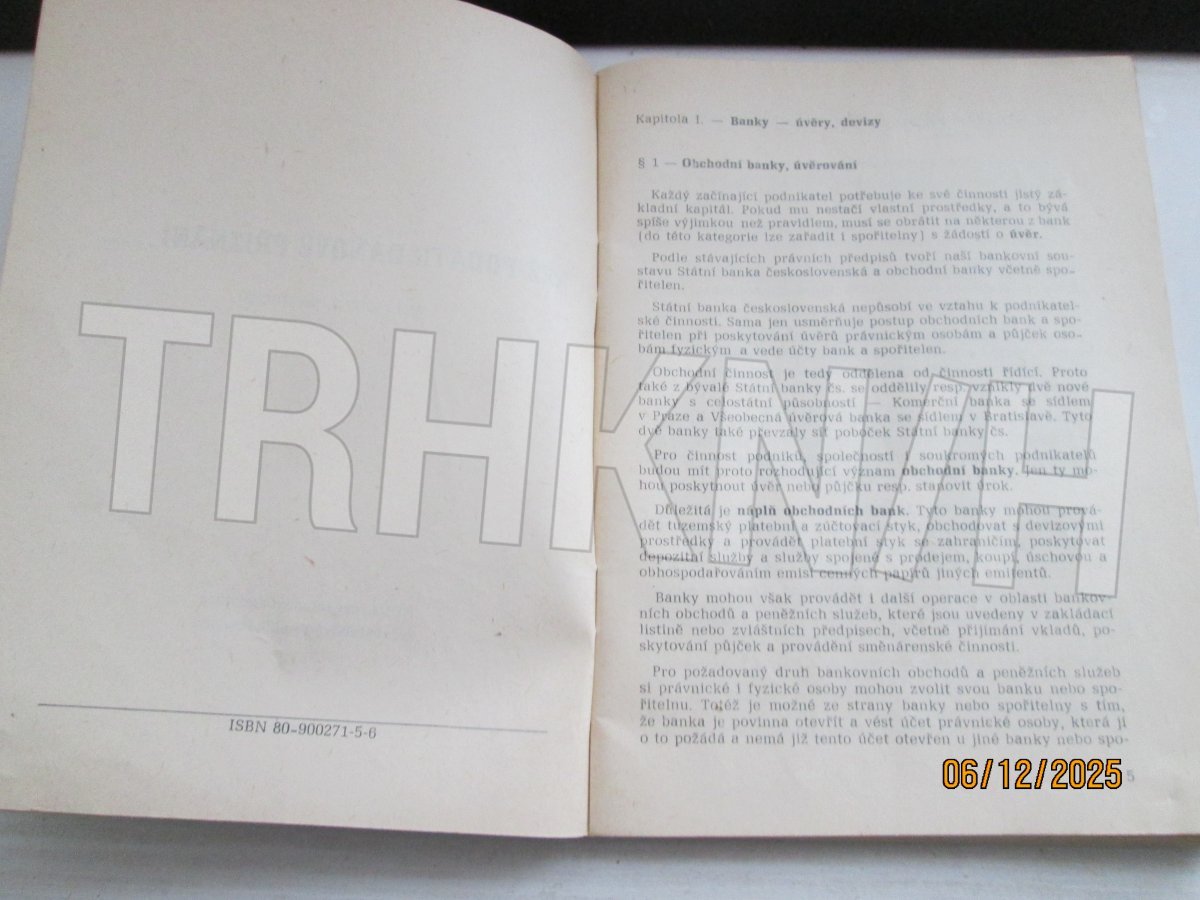 ISBN 80-900271-5-6
Kapitola 1. — Banky — úvěry, devizy
§ 1 — Obchodní banky, úvěrování
Každý začínající podnikatel potřebuje ke své činnosti jistý zá-
kladní kapitál. Pokud mu nestačí vlastní prostředky, a to bývá
spíše výjimkou než pravidlem, musí se obrátit na některou z bank
(do této kategorie lze zařadit i spořitelny) s žádostí o úvěr.
Podle stávajících právních předpisů tvoří naší bankovní sou-
stavu Státní banka československá a obchodní banky včetně spo-
řitelen.
Státní banka československá nepůsobí ve vztahu k podnikatel-
ské činnosti. Sama jen usměrňuje postup obchodních bank a spo-
řitelen při poskytování úvěrů právnickým osobám a půjček oso-
bám fyzickým a vede účty bank a spořitelen.
Obchodní činnost je tedy oddělena od činnosti řídící. Proto
také z bývalé Státní banky čs. se oddělily resp. vznikly dvě nové
banky s celostátní působností — Komerční banka se sídlem
v Praze a Všeobecná úvěrová banka se sídlem v Bratislavě. Tyto
dvě banky také převzaly síť poboček Státní banky čs.
Pro činnost podniků, společností i soukromých podnikatelů
budou mít proto rozhodující význam obchodní banky. Jen ty mo-
hou poskytnout úvěr nebo půjčku resp. stanovit úrok.
Důležitá je náplň obchodních bank. Tyto banky mohou prová-
dět tuzemský platební a zúčtovací styk, obchodovat s devizovými
prostředky a provádět platební styk se zahraničím, poskytovat
depozitní služby a služby spojené s prodejem, koupí, úschovou a
obhospodařováním emisí cenných papírů jiných emitentů.
Banky mohou však provádět i další operace v oblasti bankov-
ních obchodů a peněžních služeb, které jsou uvedeny v zakládací
listině nebo zvláštních předpisech, včetně přijímání vkladů, po-
skytování půjček a provádění směnárenské činnosti.
Pro požadovaný druh bankovních obchodů a peněžních služeb
si právnické i fyzické osoby mohou zvolit svou banku nebo spo-
řitelnu. Totéž je možné ze strany banky nebo spořitelny s tím,
že banka je povinna otevřít a vést účet právnické osoby, která jí
o to požádá a nemá již tento účet otevřen u jiné banky nebo spo-
5
06/12/2025
TRHKNIH